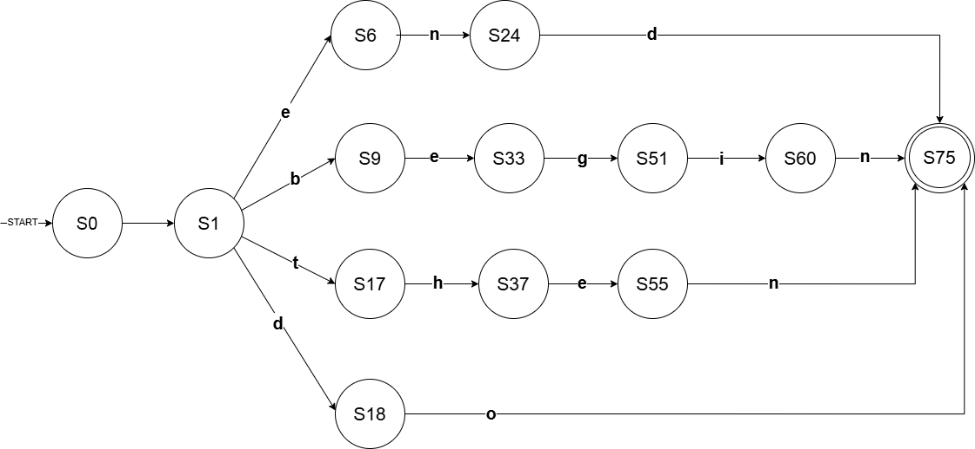 S6 n S24 d
e
b S9 e S33 g S51 i S60 n S75
START S0 S1
t S17 h S37 e S55 n
d
S18 o